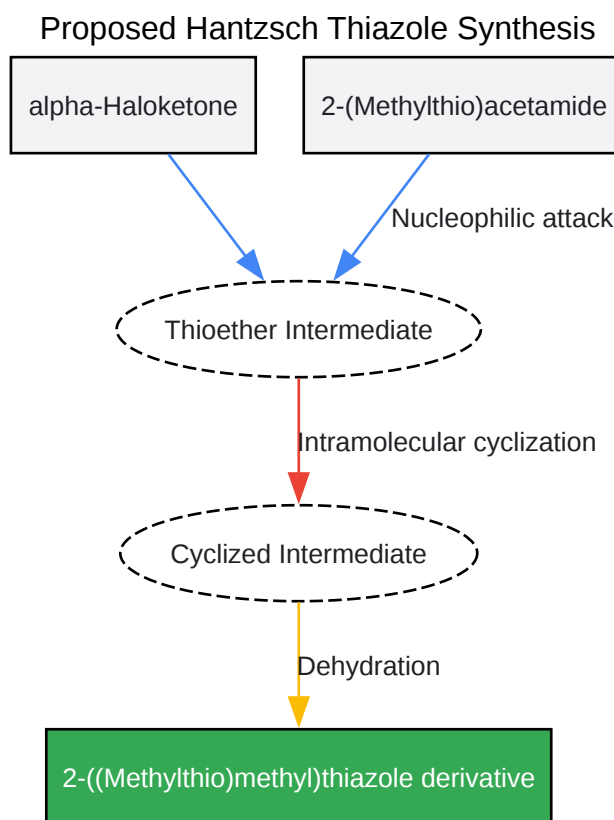 Proposed Hantzsch Thiazole Synthesis
alpha-Haloketone
2-(Methylthio)acetamide
Nucleophilic attack
Thioether Intermediate
Intramolecular cyclization
Cyclized Intermediate
Dehydration
2-((Methylthio)methyl)thiazole derivative